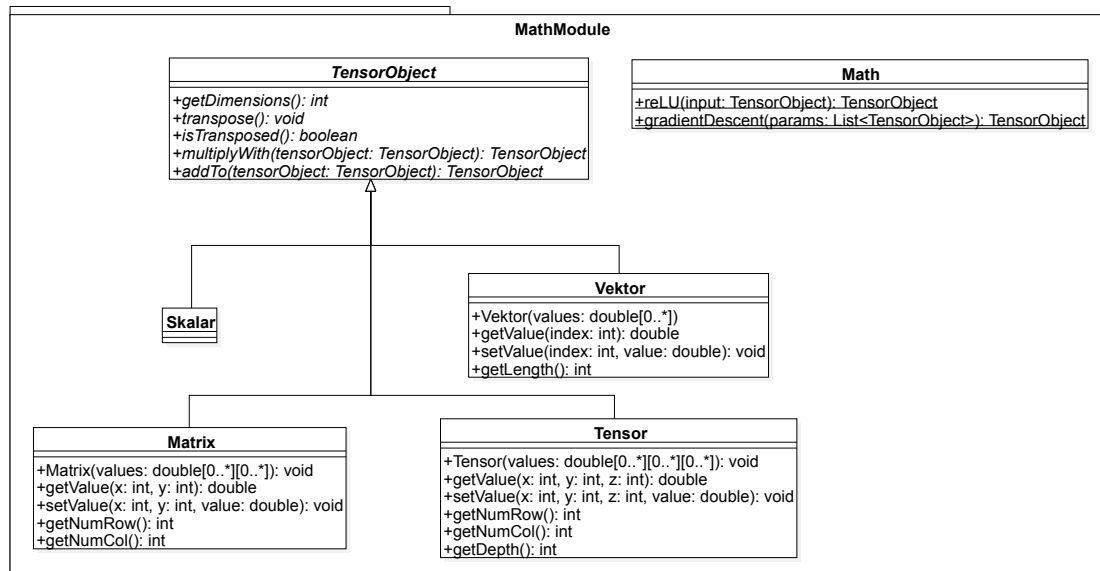 MathModule
TensorObject
+getDimensions(): int
+transpose(): void
+isTransposed(): boolean
+multiplyWith(tensorObject: TensorObject): TensorObject
+addTo(tensorObject: TensorObject): TensorObject
Math
+reLU(input: TensorObject): TensorObject
+gradientDescent(params: List<TensorObject>): TensorObject
Skalar
Vektor
+Vektor(values: double[0..*])
+getValue(index: int): double
+setValue(index: int, value: double): void
+getLength(): int
Matrix
+Matrix(values: double[0..*][0..*]): void
+getValue(x: int, y: int): double
+setValue(x: int, y: int, value: double): void
+getNumRow(): int
+getNumCol(): int
Tensor
+Tensor(values: double[0..*][0..*][0..*]): void
+getValue(x: int, y: int, z: int): double
+setValue(x: int, y: int, z: int, value: double): void
+getNumRow(): int
+getNumCol(): int
+getDepth(): int